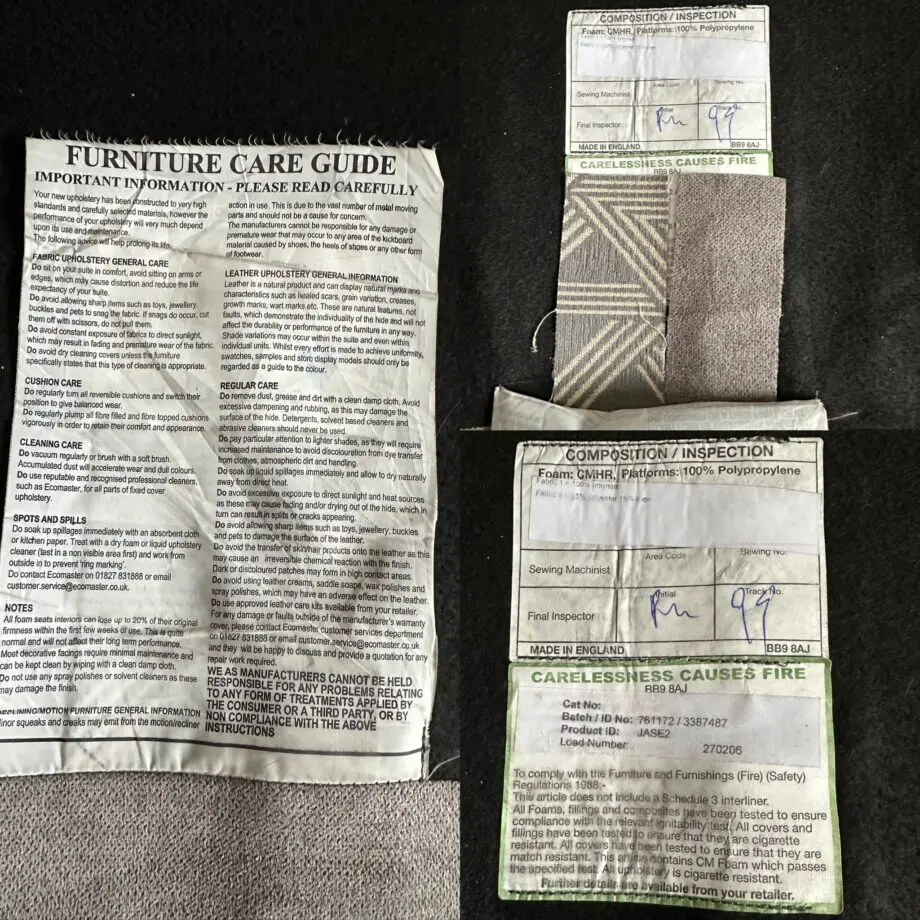 FURNITURE CARE GUIDE
IMPORTANT INFORMATION - PLEASE READ CAREFULLY
Your new upholstery has been constructed to very high
standards and carefully selected materials, however the
performance of your upholstery will very much depend
upon its use and maintenance.
The following advice will help prolong its life.
FABRIC UPHOLSTERY GENERAL CARE
Do sit on your suite in comfort, avoid sitting on arms or
edges, which may cause distortion and reduce the life
expectancy of your suite.
Do avoid allowing sharp items such as toys, jewellery,
buckles and pets to snag the fabric. If snags do occur, cut
them off with scissors, do not pull them.
Do avoid constant exposure of fabrics to direct sunlight,
which may result in fading and premature wear of the fabric.
Do avoid dry cleaning covers unless the furniture
specifically states that this type of cleaning is appropriate.
CUSHION CARE
Do regularly turn all reversible cushions and switch their
position to give balanced wear.
Do regularly plump all fibre filled and fibre topped cushions
vigorously in order to retain their comfort and appearance.
CLEANING CARE
Do vacuum regularly or brush with a soft brush.
Accumulated dust will accelerate wear and dull colours.
Do use reputable and recognised professional cleaners,
such as Ecomaster, for all parts of fixed cover
upholstery.
SPOTS AND SPILLS
Do soak up spillages immediately with an absorbent cloth
or kitchen paper. Treat with a dry foam or liquid upholstery
cleaner (test in a non visible area first) and work from
outside in to prevent 'ring marking'.
Do contact Ecomaster on 01827 831888 or email
customer.service@ecomaster.co.uk.
NOTES
All foam seats interiors can lose up to 20% of their original
firmness within the first few weeks of use. This is quite
normal and will not affect their long term performance.
Most decorative facings require minimal maintenance and
can be kept clean by wiping with a clean damp cloth.
Do not use any spray polishes or solvent cleaners as these
may damage the finish.
RECLINING/MOTION FURNITURE GENERAL INFORMATION
Minor squeaks and creaks may emit from the motion/recliner
action in use. This is due to the vast number of metal moving
parts and should not be a cause for concern.
The manufacturers cannot be responsible for any damage or
premature wear that may occur to any area of the kickboard
material caused by shoes, the heels of shoes or any other form
of footwear.
LEATHER UPHOLSTERY GENERAL INFORMATION
Leather is a natural product and can display natural marks and
characteristics such as healed scars, grain variation, creases,
growth marks, wart marks etc. These are natural features, not
faults, which demonstrate the individuality of the hide and will not
affect the durability or performance of the furniture in any way.
Shade variations may occur within the suite and even within
individual units. Whilst every effort is made to achieve uniformity,
swatches, samples and store display models should only be
regarded as a guide to the colour.
REGULAR CARE
Do remove dust, grease and dirt with a clean damp cloth. Avoid
excessive dampening and rubbing, as this may damage the
surface of the hide. Detergents, solvent based cleaners and
abrasive cleaners should never be used.
Do pay particular attention to lighter shades, as they will require
increased maintenance to avoid discolouration from dye transfer
from clothes, atmospheric dirt and handling.
Do soak up liquid spillages immediately and allow to dry naturally
away from direct heat.
Do avoid excessive exposure to direct sunlight and heat sources
as these may cause fading and/or drying out of the hide, which in
turn can result in splits or cracks appearing.
Do avoid allowing sharp items such as toys, jewellery, buckles
and pets to damage the surface of the leather.
Do avoid the transfer of skin/hair products onto the leather as this
may cause an irreversible chemical reaction with the finish.
Dark or discoloured patches may form in high contact areas.
Do avoid using leather creams, saddle soap, wax polishes and
spray polishes, which may have an adverse effect on the leather.
Do use approved leather care kits available from your retailer.
For any damage or faults outside of the manufacturer's warranty
cover, please contact Ecomaster customer services department
on 01827 831888 or email customer.service@ecomaster.co.uk
and they will be happy to discuss and provide a quotation for any
repair work required.
WE AS MANUFACTURERS CANNOT BE HELD
RESPONSIBLE FOR ANY PROBLEMS RELATING
TO ANY FORM OF TREATMENTS APPLIED BY
THE CONSUMER OR A THIRD PARTY, OR BY
NON COMPLIANCE WITH THE ABOVE
INSTRUCTIONS
COMPOSITION / INSPECTION
Foam: CMHR, Platforms: 100% Polypropylene
Area Code
Sewing No.
Sewing Machinist
Final Inspector
Initial
Track No.
99
MADE IN ENGLAND
BB9 8AJ
CARELESSNESS CAUSES FIRE
BB9 8AJ
COMPOSITION / INSPECTION
Foam: CMHR, Platforms: 100% Polypropylene
Fabric 1 = 100% polyester
Area Code
Sewing No.
Sewing Machinist
Final Inspector
Initial
Track No.
99
MADE IN ENGLAND
BB9 8AJ
CARELESSNESS CAUSES FIRE
BB9 8AJ
Cat No:
Batch / ID No: 761172 / 3387487
Product ID: JASE2
Load Number: 270206
To comply with the Furniture and Furnishings (Fire) (Safety)
Regulations 1988:-
This article does not include a Schedule 3 interliner.
All Foams, fillings and composites have been tested to ensure
compliance with the relevant ignitability test. All covers and
fillings have been tested to ensure that they are cigarette
resistant. All covers have been tested to ensure that they are
match resistant. This article contains CM Foam which passes
the specified test. All upholstery is cigarette resistant.
Further details are available from your retailer.